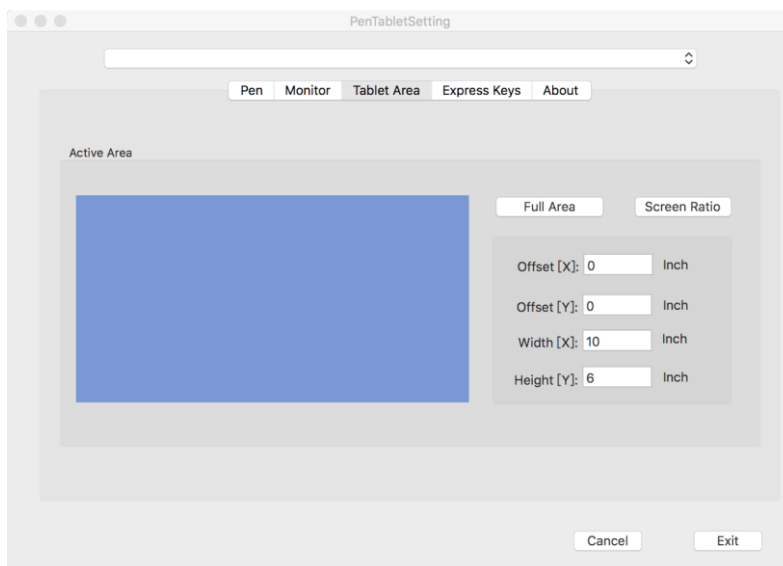 PenTabletSetting
Pen Monitor Tablet Area Express Keys About
Active Area
Full Area Screen Ratio
Offset [X]: 0 Inch
Offset [Y]: 0 Inch
Width [X]: 10 Inch
Height [Y]: 6 Inch
Cancel Exit